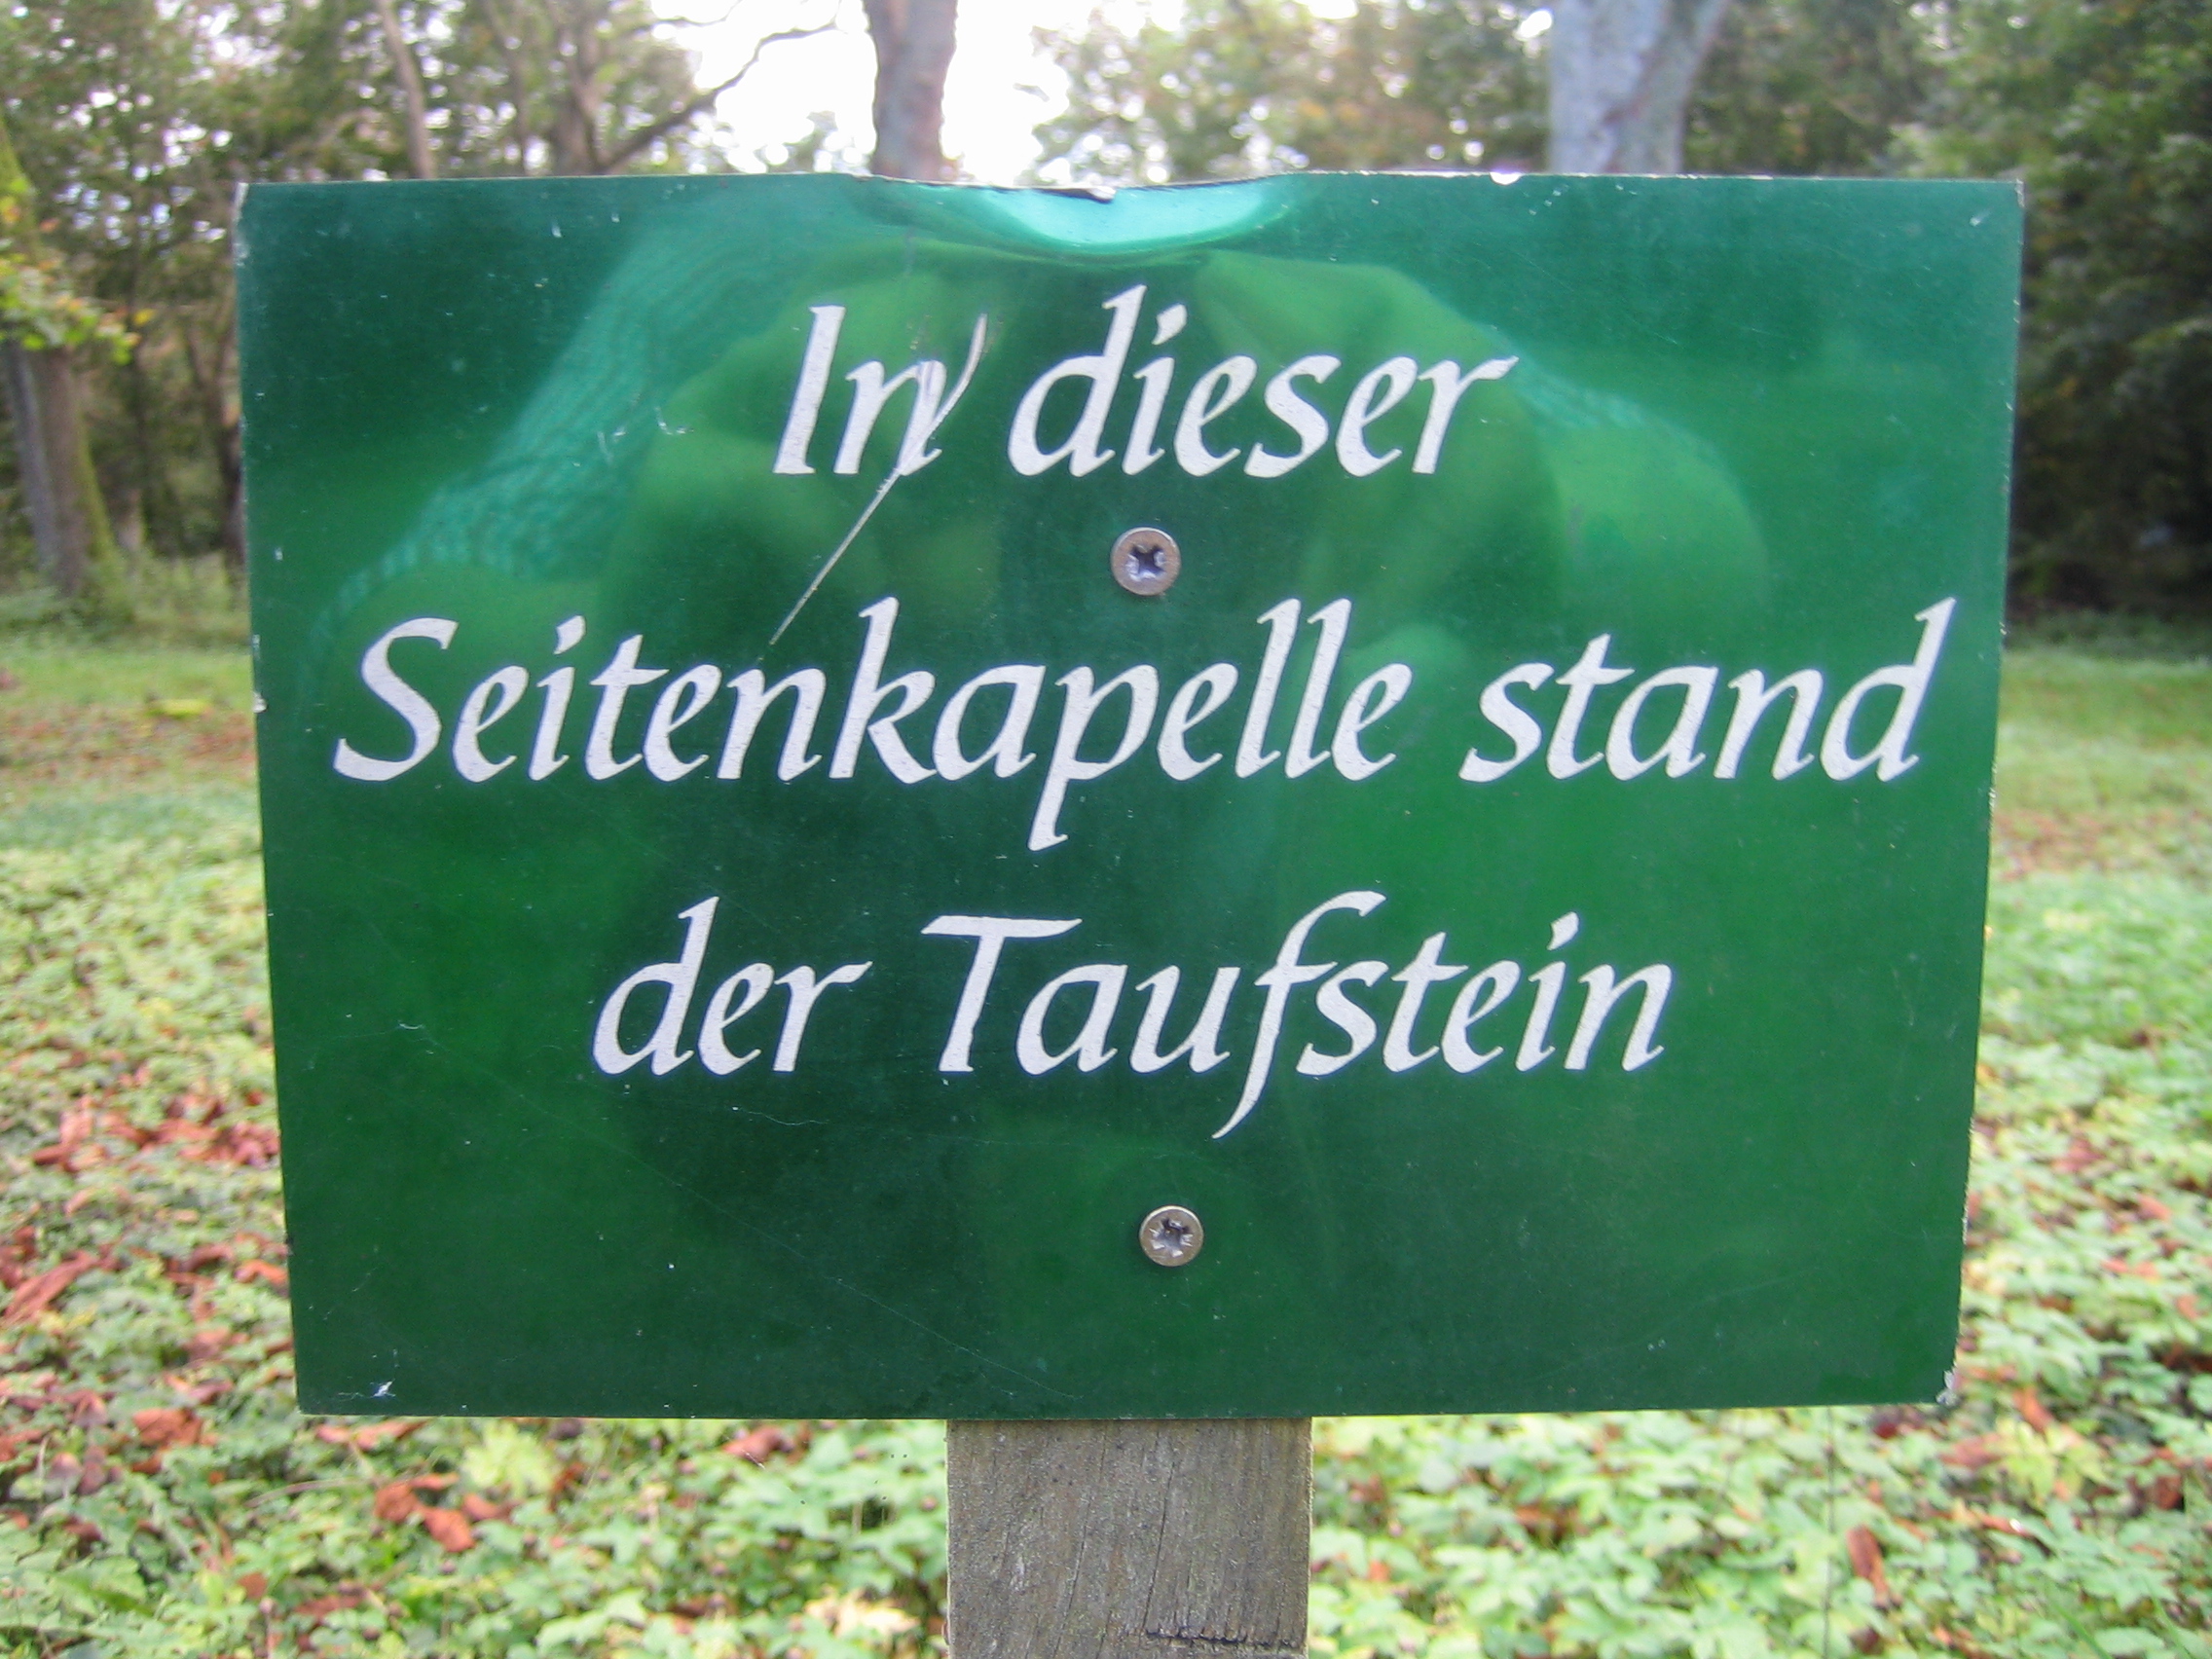 In dieser
Seitenkapelle stand
der Taufstein